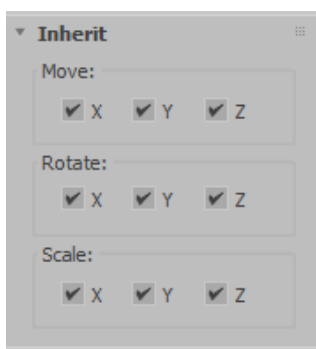 Inherit
Move:
X Y Z
Rotate:
X Y Z
Scale:
X Y Z